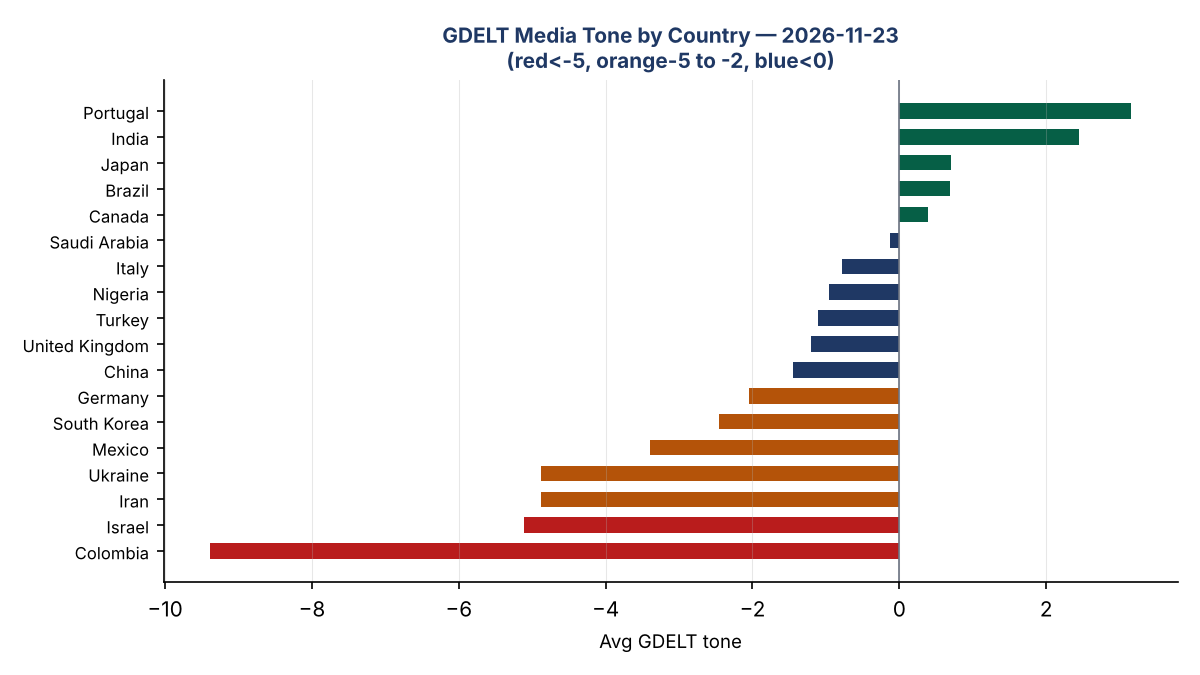 GDELT Media Tone by Country — 2026-11-23
(red<-5, orange-5 to -2, blue<0)
Portugal
India
Japan
Brazil
Canada
Saudi Arabia
Italy
Nigeria
Turkey
United Kingdom
China
Germany
South Korea
Mexico
Ukraine
Iran
Israel
Colombia
−10 −8 −6 −4 −2 0 2
Avg GDELT tone